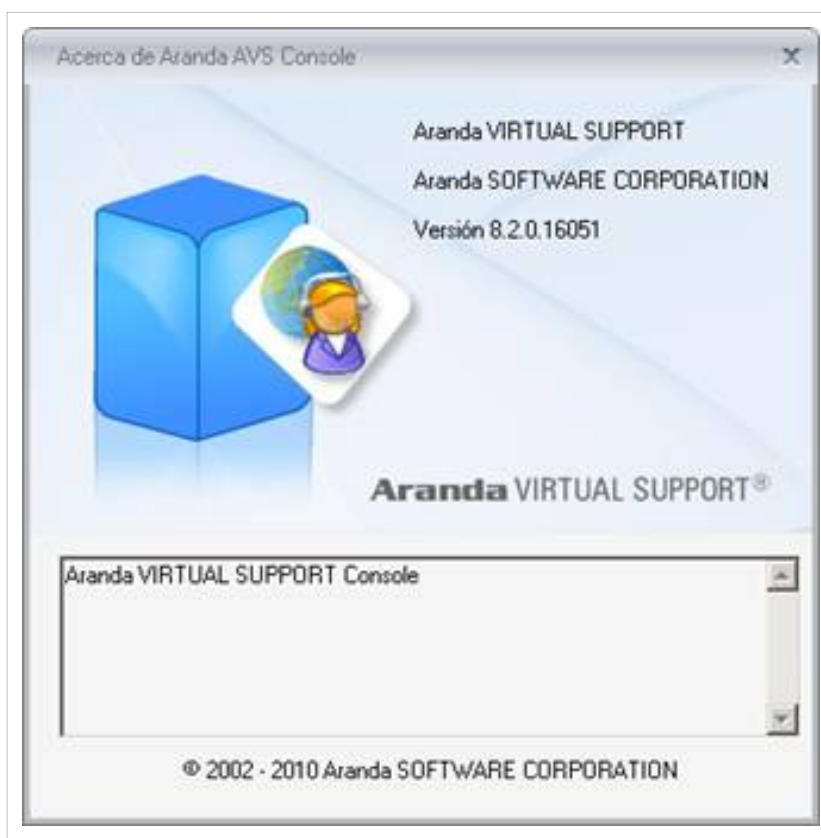 Acerca de Aranda AVS Console
Aranda VIRTUAL SUPPORT
Aranda SOFTWARE CORPORATION
Versión 8.2.0.16051
Aranda VIRTUAL SUPPORT®
Aranda VIRTUAL SUPPORT Console
© 2002 - 2010 Aranda SOFTWARE CORPORATION